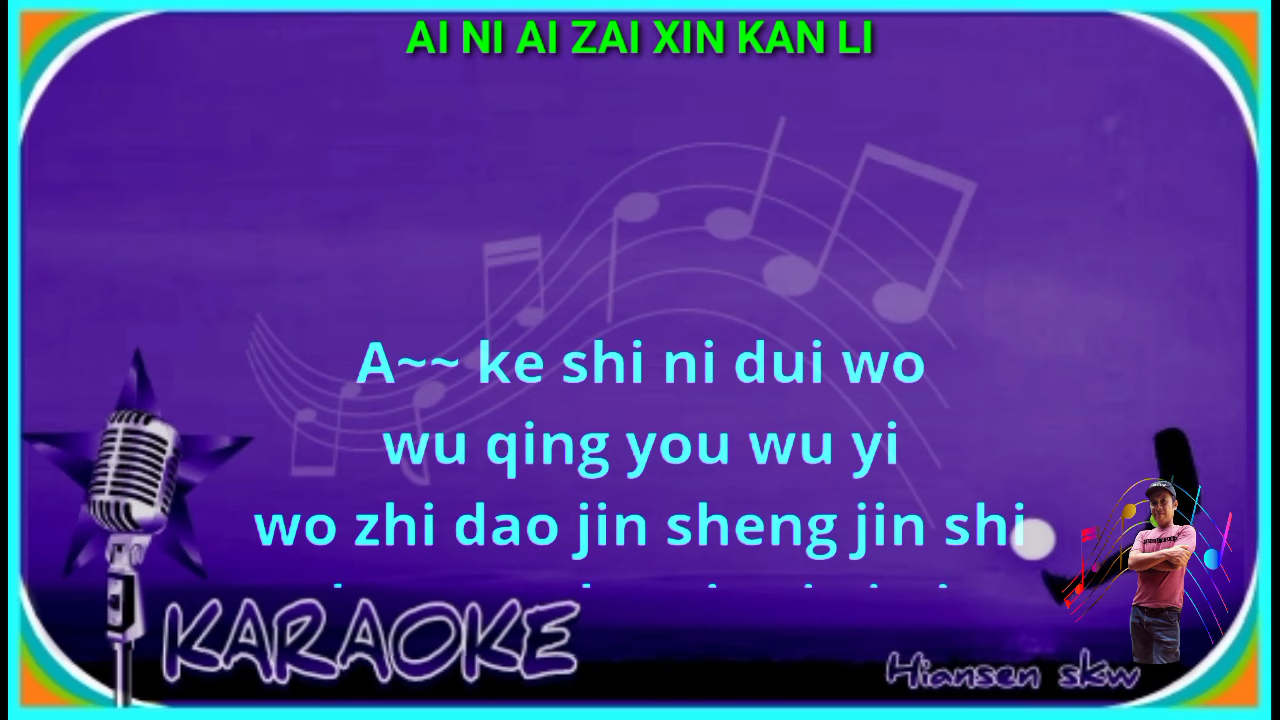 AI NI AI ZAI XIN KAN LI
A~~ ke shi ni dui wo
wu qing you wu yi
wo zhi dao jin sheng jin shi
KARAOKE
Hiansen skw